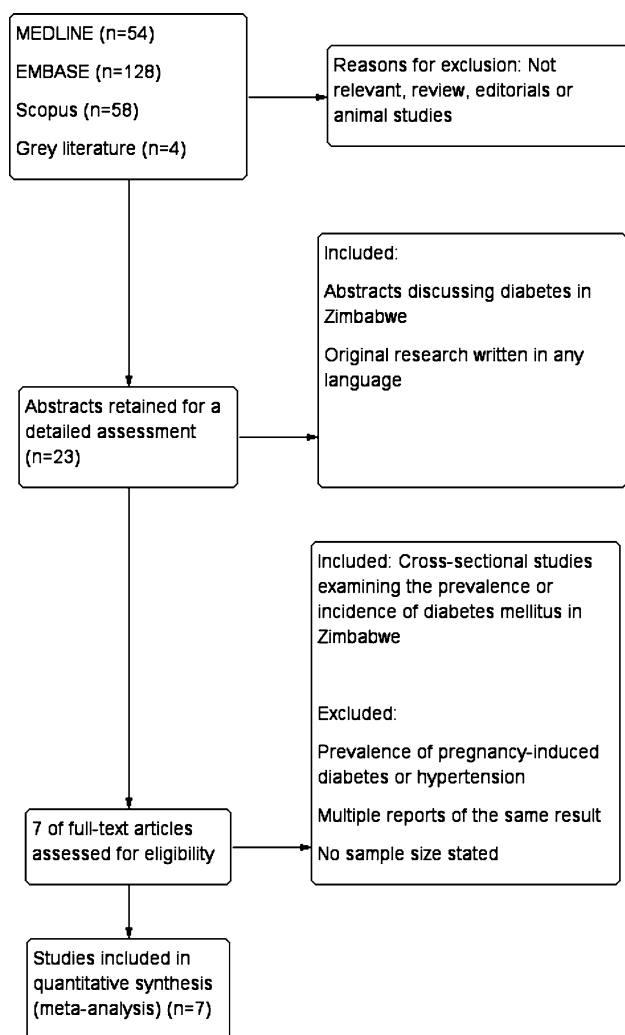 MEDLINE (n=54)
EMBASE (n=128)
Scopus (n=58)
Grey literature (n=4)
Reasons for exclusion: Not
relevant, review, editorials or
animal studies
Included:
Abstracts discussing diabetes in
Zimbabwe
Original research written in any
language
Abstracts retained for a
detailed assessment
(n=23)
Included: Cross-sectional studies
examining the prevalence or
incidence of diabetes mellitus in
Zimbabwe
Excluded:
Prevalence of pregnancy-induced
diabetes or hypertension
Multiple reports of the same result
No sample size stated
7 of full-text articles
assessed for eligibility
Studies included in
quantitative synthesis
(meta-analysis) (n=7)